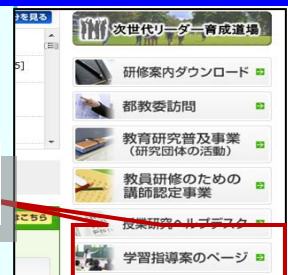 を見る
次世代リーダー育成道場
5]
研修案内ダウンロード
都教委訪問
教育研究普及事業
(研究団体の活動)
教員研修のための
講師認定事業
はこちら
授業研究ヘルプデスク
学習指導案のページ